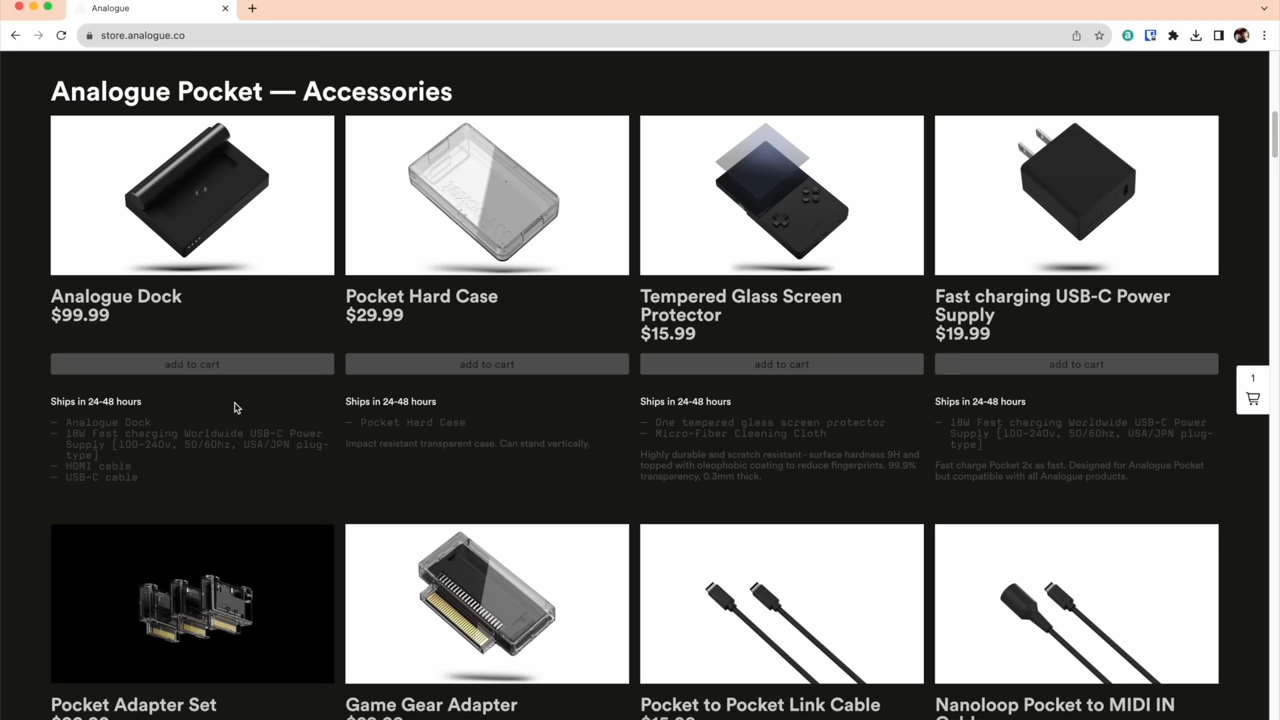 Analogue
store.analogue.co
Analogue Pocket — Accessories
Analogue Dock
$99.99
add to cart
Ships in 24-48 hours
— Analogue Dock
— 18W Fast charging Worldwide USB-C Power
Supply [100-240v, 50/60hz, USA/JPN plug-
type]
— HDMI cable
— USB-C cable
Pocket Hard Case
$29.99
add to cart
Ships in 24-48 hours
— Pocket Hard Case
Impact resistant transparent case. Can stand vertically.
Tempered Glass Screen
Protector
$15.99
add to cart
Ships in 24-48 hours
— One tempered glass screen protector
— Micro-Fiber Cleaning Cloth
Highly durable and scratch resistant - surface hardness 9H and
topped with oleophobic coating to reduce fingerprints. 99.9%
transparency, 0.3mm thick.
Fast charging USB-C Power
Supply
$19.99
add to cart
Ships in 24-48 hours
— 18W Fast charging Worldwide USB-C Power
Supply [100-240v, 50/60hz, USA/JPN plug-
type]
Fast charge Pocket 2x as fast. Designed for Analogue Pocket
but compatible with all Analogue products.
1
Pocket Adapter Set
Game Gear Adapter
Pocket to Pocket Link Cable
Nanoloop Pocket to MIDI IN